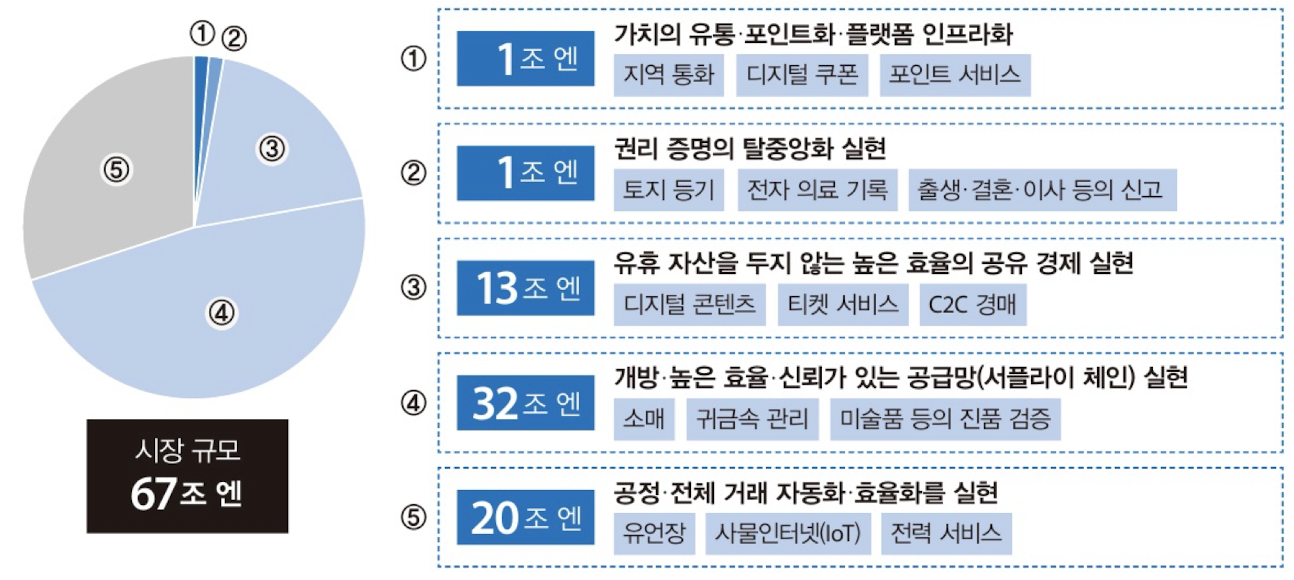 ① ②
③
⑤
④
시장 규모
67조 엔
①
1조 엔
가치의 유통·포인트화·플랫폼 인프라화
지역 통화 디지털 쿠폰 포인트 서비스
②
1조 엔
권리 증명의 탈중앙화 실현
토지 등기 전자 의료 기록 출생·결혼·이사 등의 신고
③
13조 엔
유휴 자산을 두지 않는 높은 효율의 공유 경제 실현
디지털 콘텐츠 티켓 서비스 C2C 경매
④
32조 엔
개방·높은 효율·신뢰가 있는 공급망(서플라이 체인) 실현
소매 귀금속 관리 미술품 등의 진품 검증
⑤
20조 엔
공정·전체 거래 자동화·효율화를 실현
유언장 사물인터넷(IoT) 전력 서비스